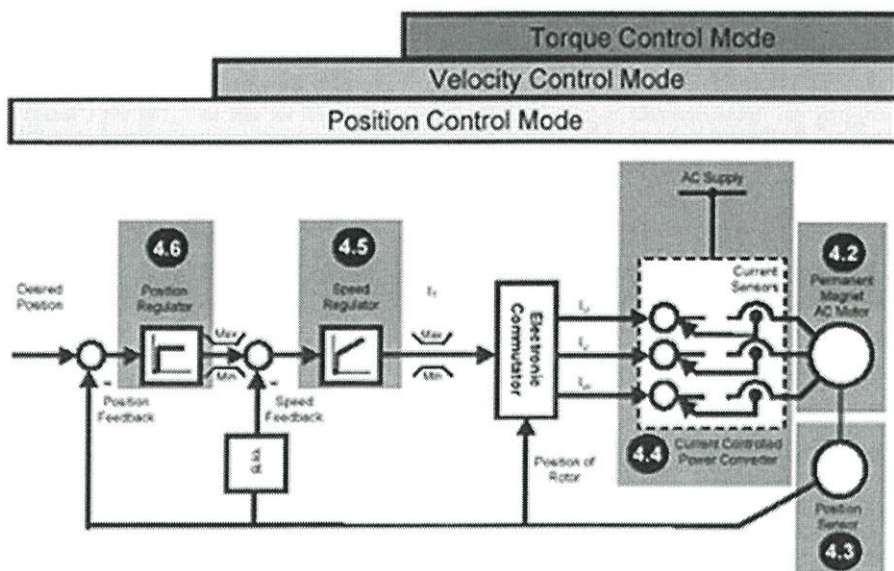 Torque Control Mode
Velocity Control Mode
Position Control Mode
AC Supply
4.6
4.5
4.2
Desired
Position
Position
Regulator
Speed
Regulator
Current
Sensors
Permanent
Magnet
AC Motor
Max
Min
Max
Min
Electronic
Commutator
Position
Feedback
Speed
Feedback
Position of
Rotor
4.4
Current Controlled
Power Converter
Position
Sensor
4.3